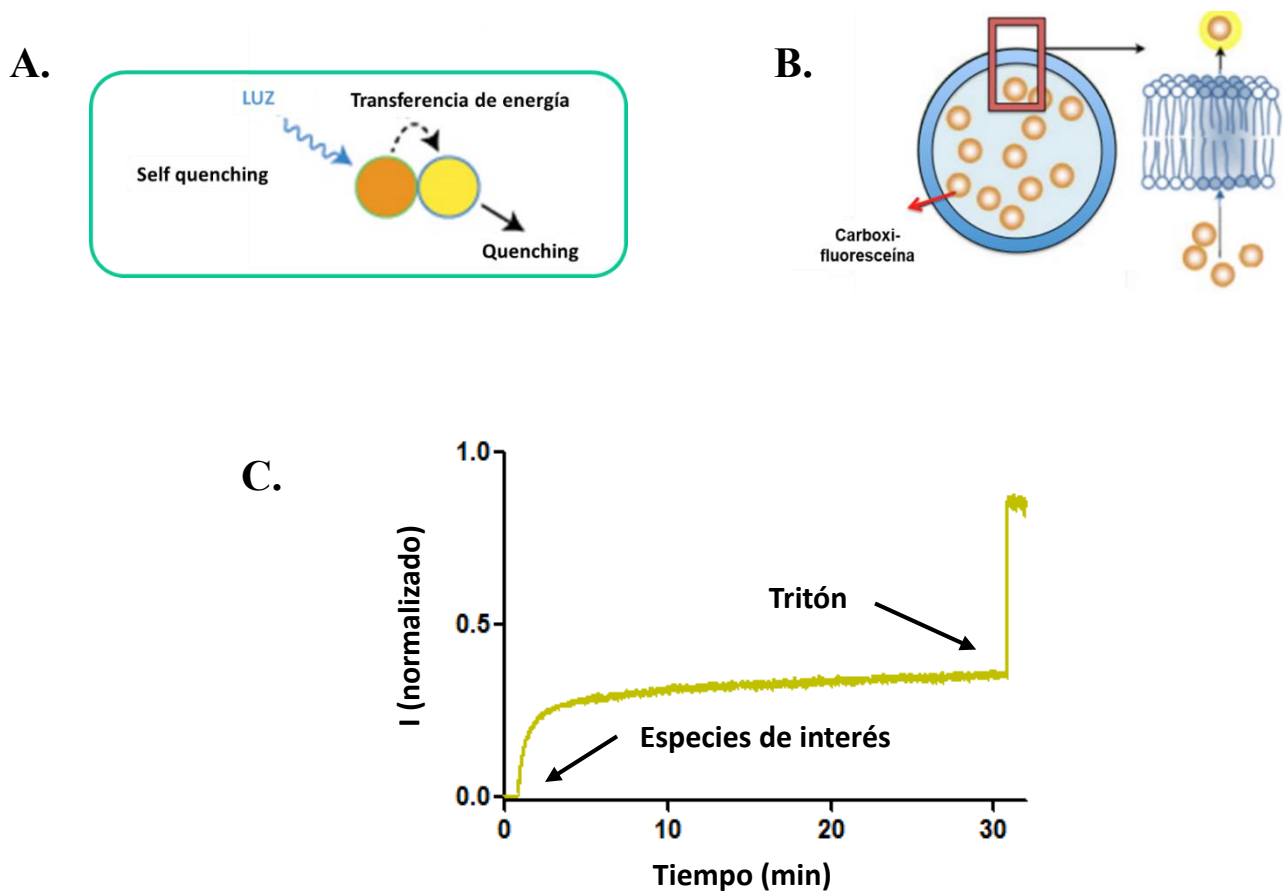 A.
LUZ
Transferencia de energía
Self quenching
Quenching
B.
Carboxi-
fluoresceína
C.
I (normalizado)
1.0
0.5
0.0
Tritón
Especies de interés
0
10
20
30
Tiempo (min)